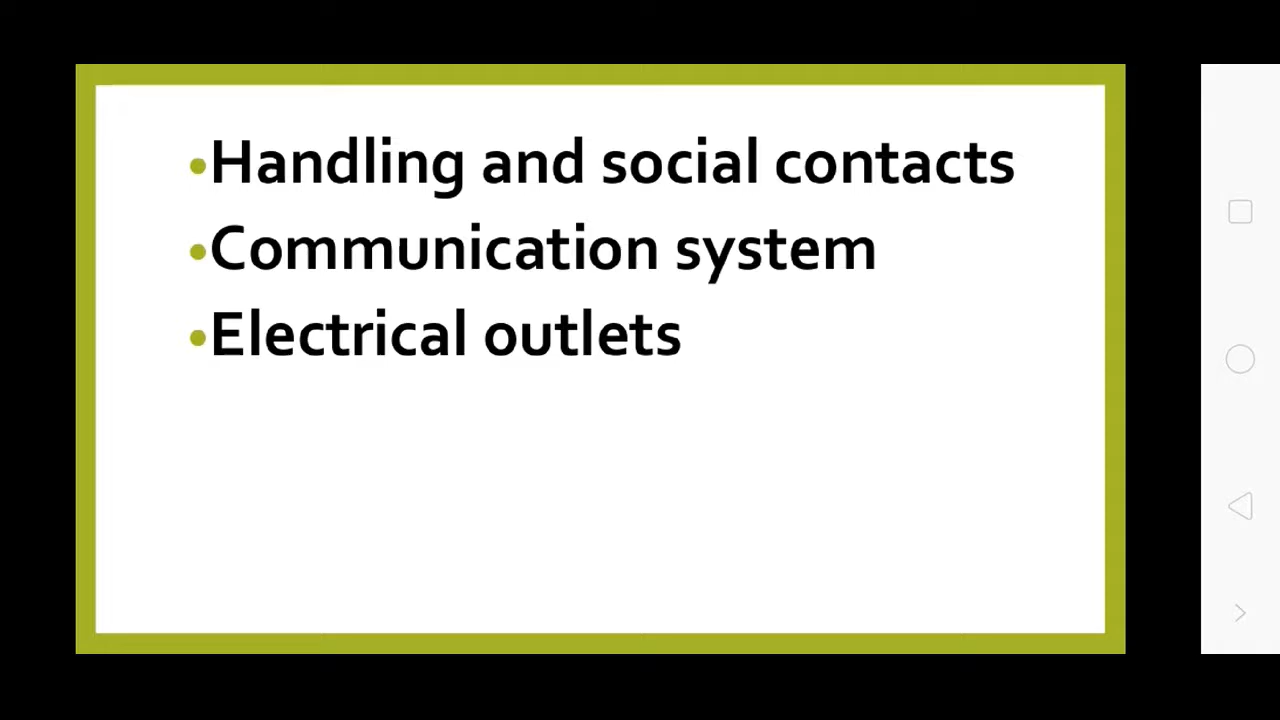 •Handling and social contacts
•Communication system
•Electrical outlets